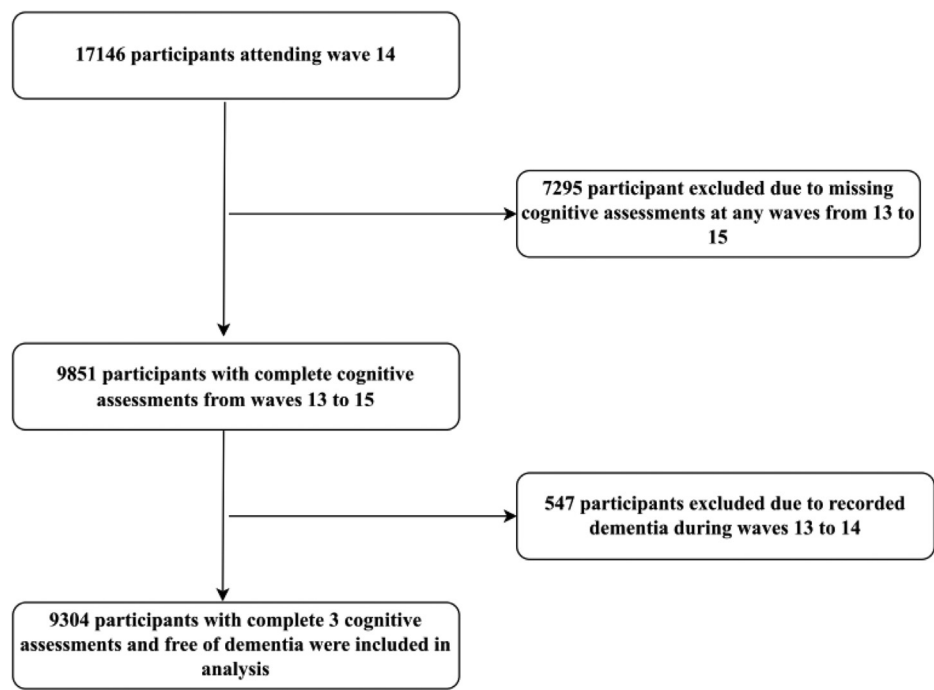 17146 participants attending wave 14
7295 participant excluded due to missing
cognitive assessments at any waves from 13 to
15
9851 participants with complete cognitive
assessments from waves 13 to 15
547 participants excluded due to recorded
dementia during waves 13 to 14
9304 participants with complete 3 cognitive
assessments and free of dementia were included in
analysis